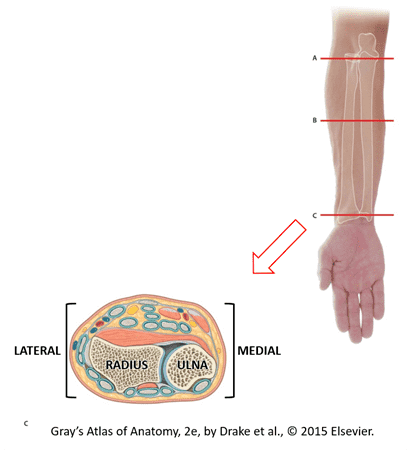 A
B
C
LATERAL
RADIUS
ULNA
MEDIAL
C
Gray's Atlas of Anatomy, 2e, by Drake et al., © 2015 Elsevier.